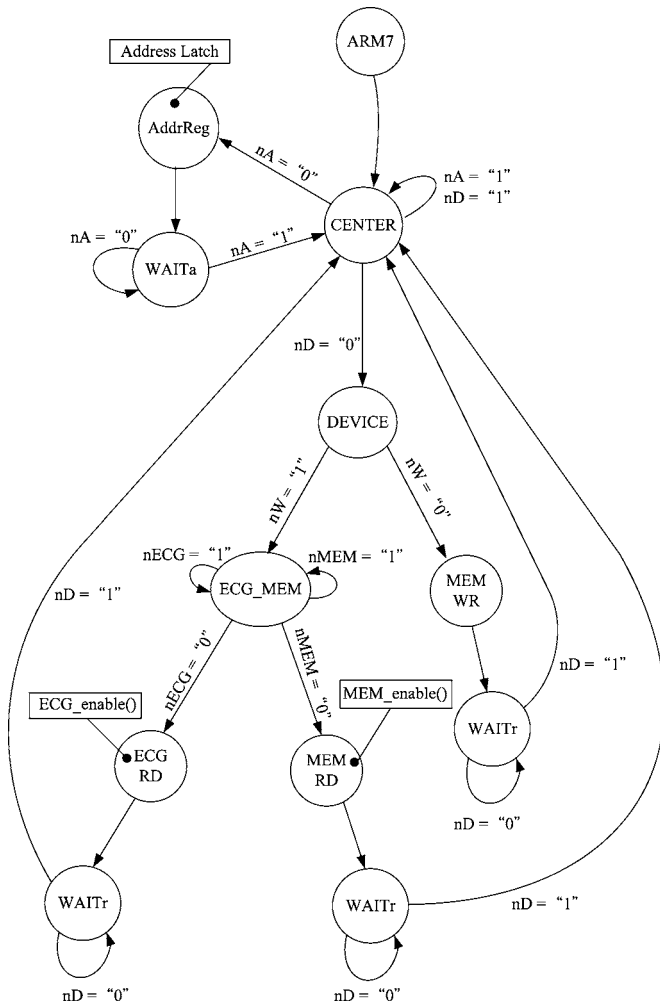 Address Latch
ARM7
AddrReg
nA = “0”
nA = “1”
nD = “1”
CENTER
nA = “0”
WAITa
nA = “1”
nD = “0”
DEVICE
nW = “1”
nW = “0”
nECG = “1”
nMEM = “1”
ECG_MEM
MEM
WR
nD = “1”
nECG = “0”
nMEM = “0”
nD = “1”
ECG_enable()
MEM_enable()
WAITr
ECG
RD
MEM
RD
nD = “0”
WAITr
WAITr
nD = “1”
nD = “0”
nD = “0”